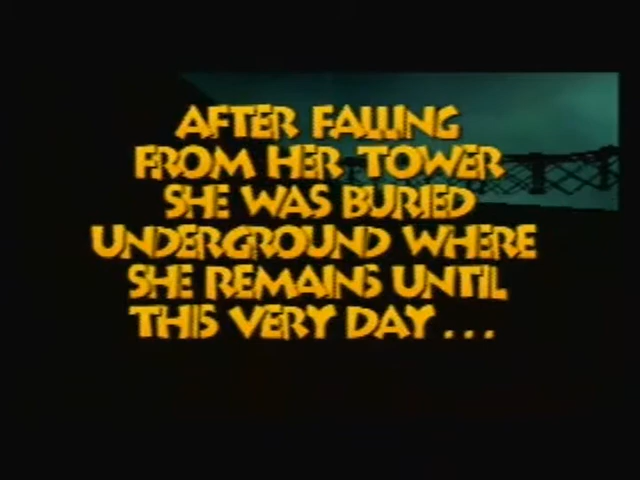 AFTER FALLING
FROM HER TOWER
SHE WAS BURIED
UNDERGROUND WHERE
SHE REMAINS UNTIL
THIS VERY DAY...